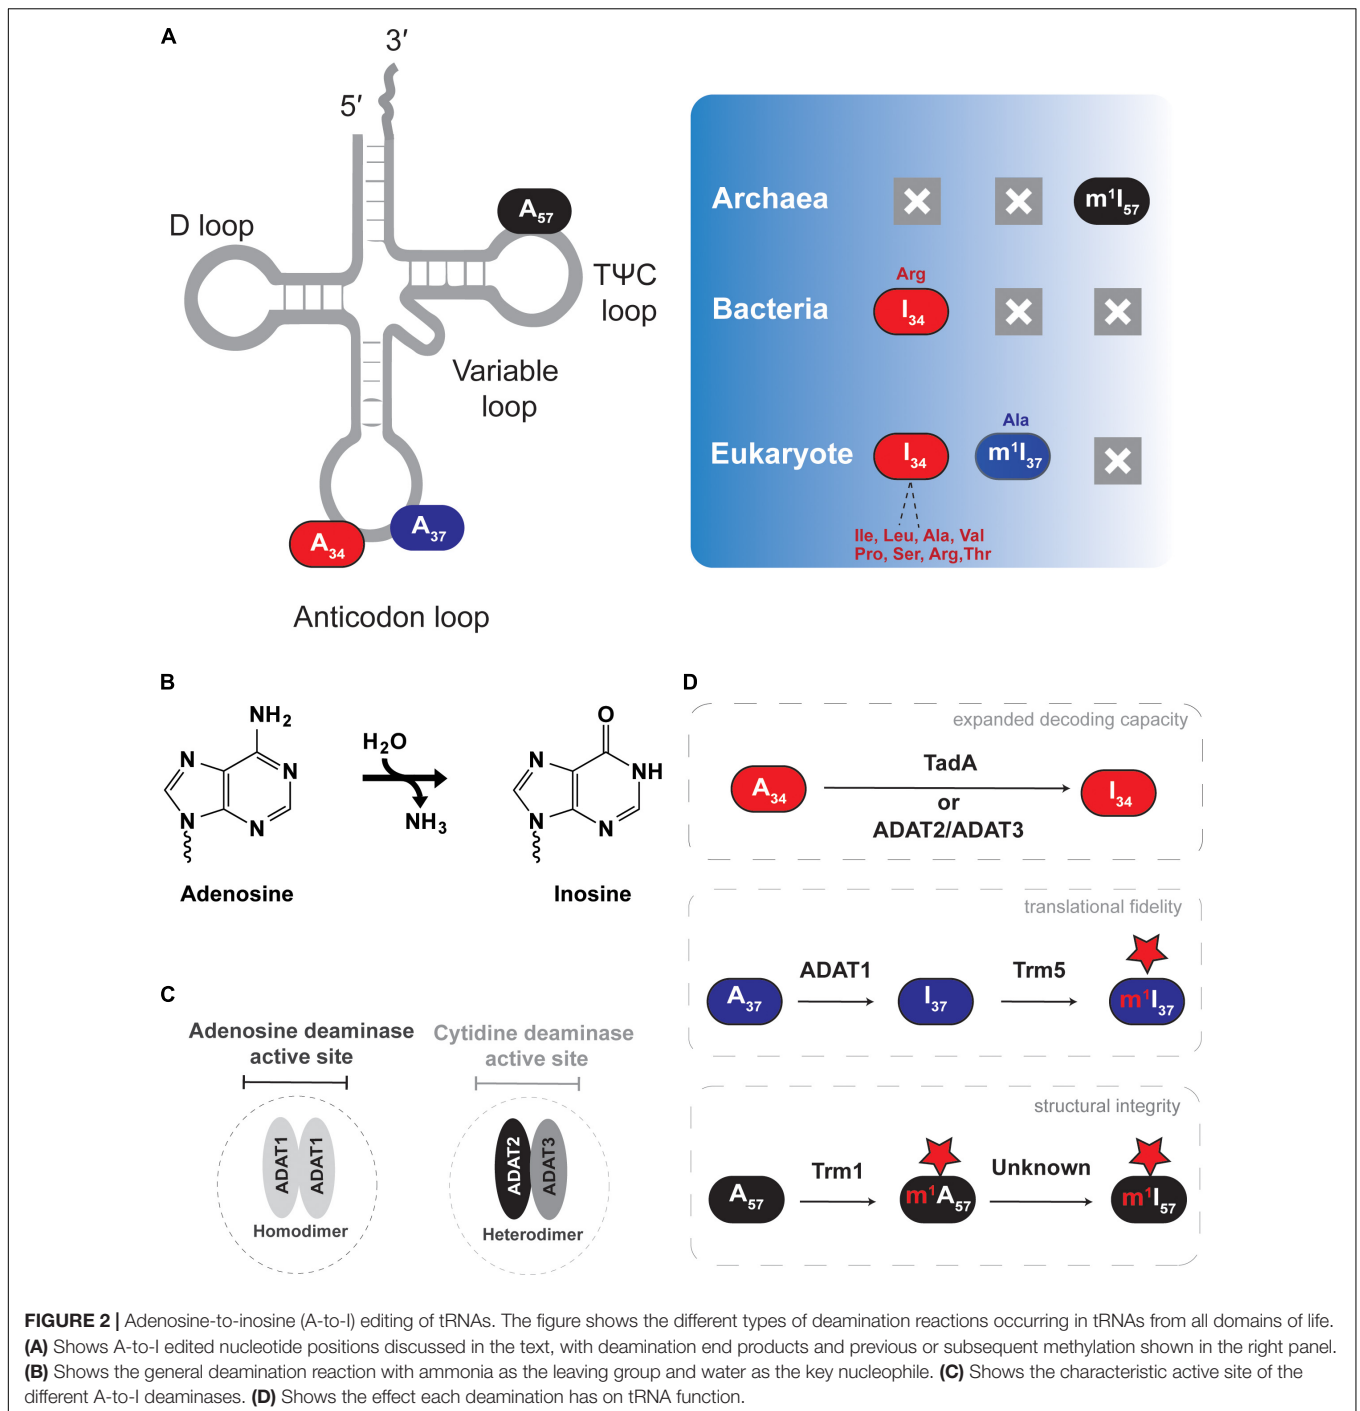 A
3′
5′
A57
D loop
TΨC
loop
Variable
loop
A34
A37
Anticodon loop
Archaea
m¹I57
Arg
Bacteria
I34
Ala
Eukaryote
I34
m¹I37
Ile, Leu, Ala, Val
Pro, Ser, Arg,Thr
B
NH2
N
N
N
N
Adenosine
H2O
NH3
O
N
NH
N
N
Inosine
C
Adenosine deaminase
active site
ADAT1
ADAT1
Homodimer
Cytidine deaminase
active site
ADAT2
ADAT3
Heterodimer
D
expanded decoding capacity
A34
TadA
or
ADAT2/ADAT3
I34
translational fidelity
A37
ADAT1
I37
Trm5
m¹I37
structural integrity
A57
Trm1
m¹A57
Unknown
m¹I57
FIGURE 2 | Adenosine-to-inosine (A-to-I) editing of tRNAs. The figure shows the different types of deamination reactions occurring in tRNAs from all domains of life.
(A) Shows A-to-I edited nucleotide positions discussed in the text, with deamination end products and previous or subsequent methylation shown in the right panel.
(B) Shows the general deamination reaction with ammonia as the leaving group and water as the key nucleophile. (C) Shows the characteristic active site of the
different A-to-I deaminases. (D) Shows the effect each deamination has on tRNA function.